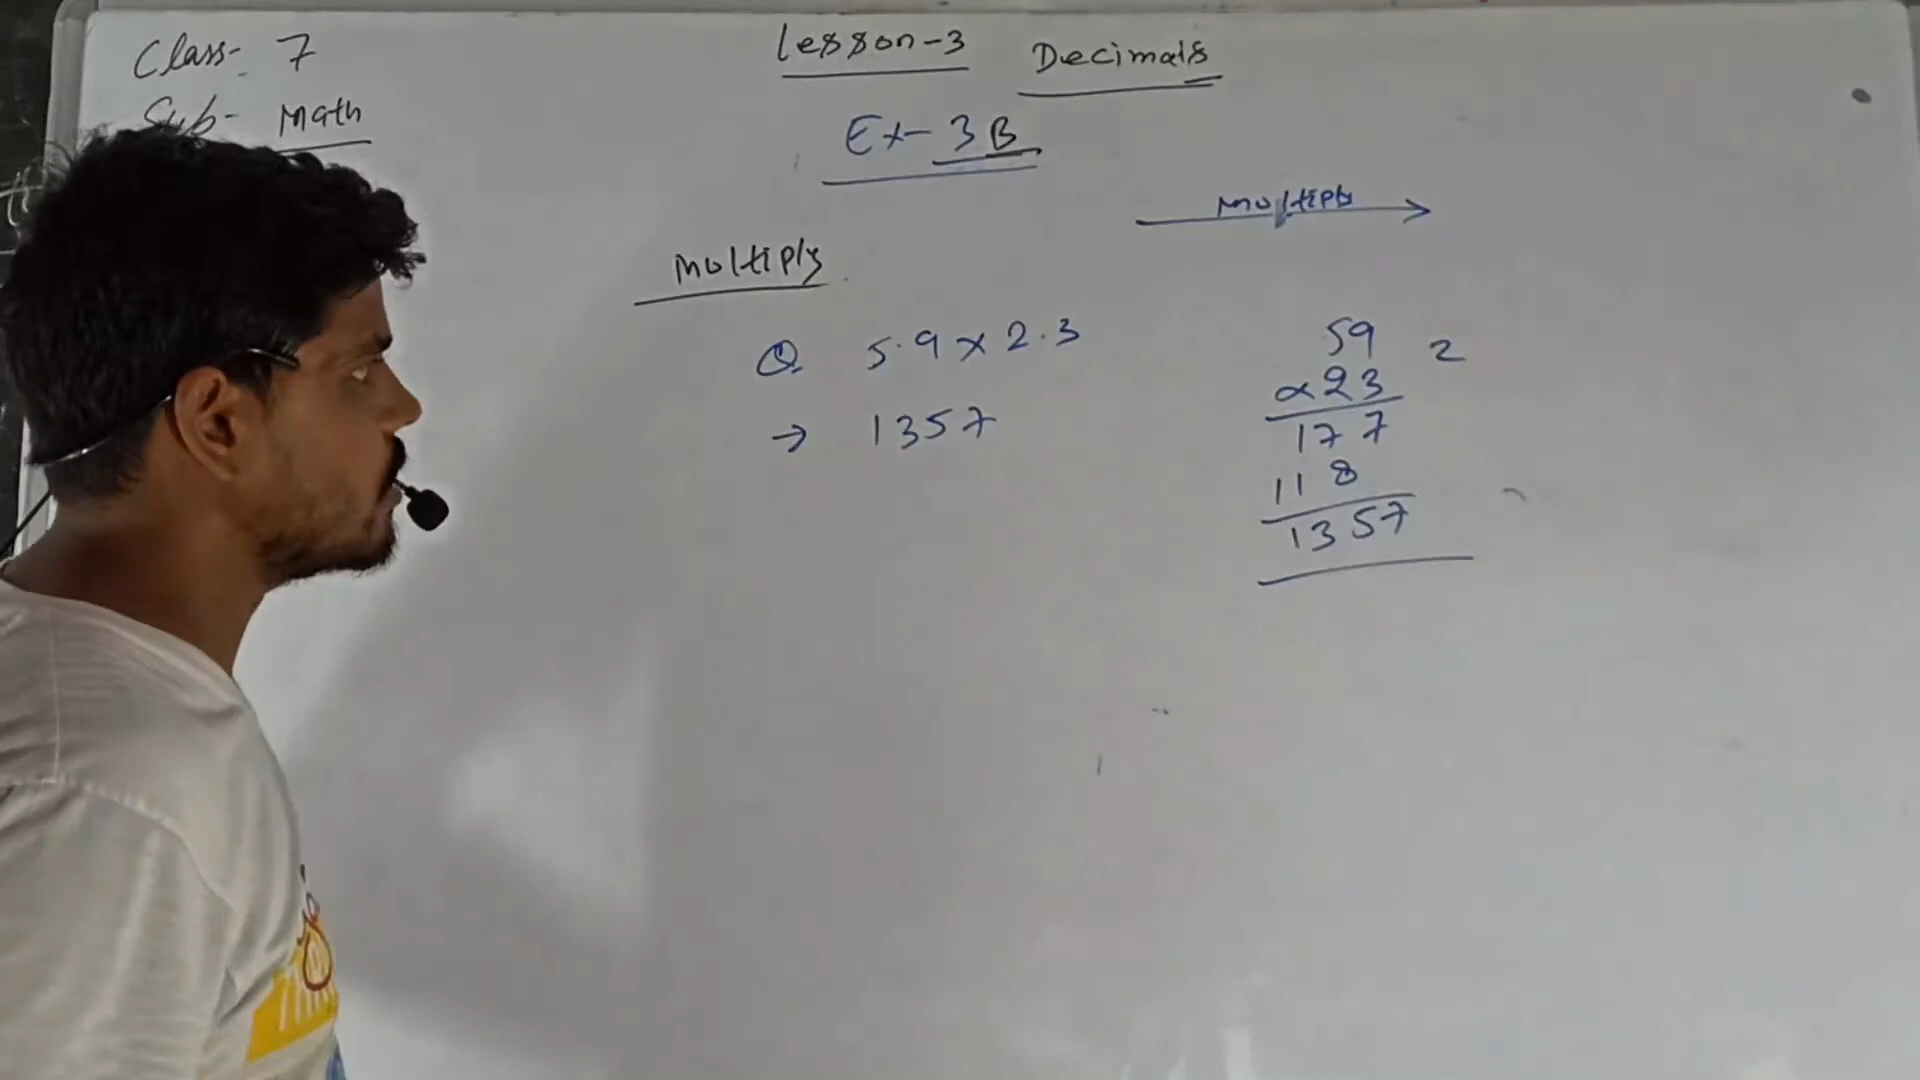 Class- 7
Sub- Math
Lesson-3 Decimals
Ex- 3B
Multiply
Multiply
Q 5.9 x 2.3
→ 1357
59 2
x23
177
118
1357